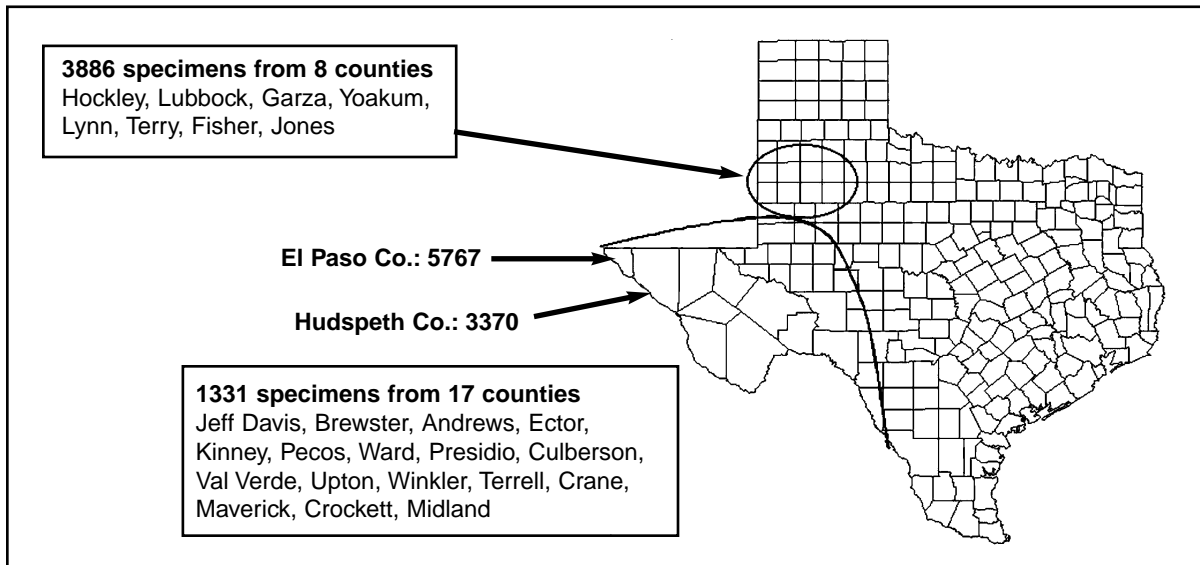 3886 specimens from 8 counties
Hockley, Lubbock, Garza, Yoakum,
Lynn, Terry, Fisher, Jones
El Paso Co.: 5767
Hudspeth Co.: 3370
1331 specimens from 17 counties
Jeff Davis, Brewster, Andrews, Ector,
Kinney, Pecos, Ward, Presidio, Culberson,
Val Verde, Upton, Winkler, Terrell, Crane,
Maverick, Crockett, Midland